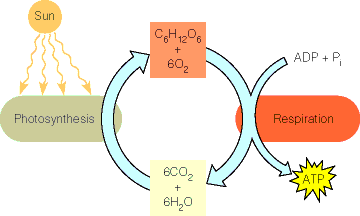 Sun
C₆H₁₂O₆
+
6O₂
ADP + Pᵢ
Photosynthesis
Respiration
6CO₂
+
6H₂O
ATP